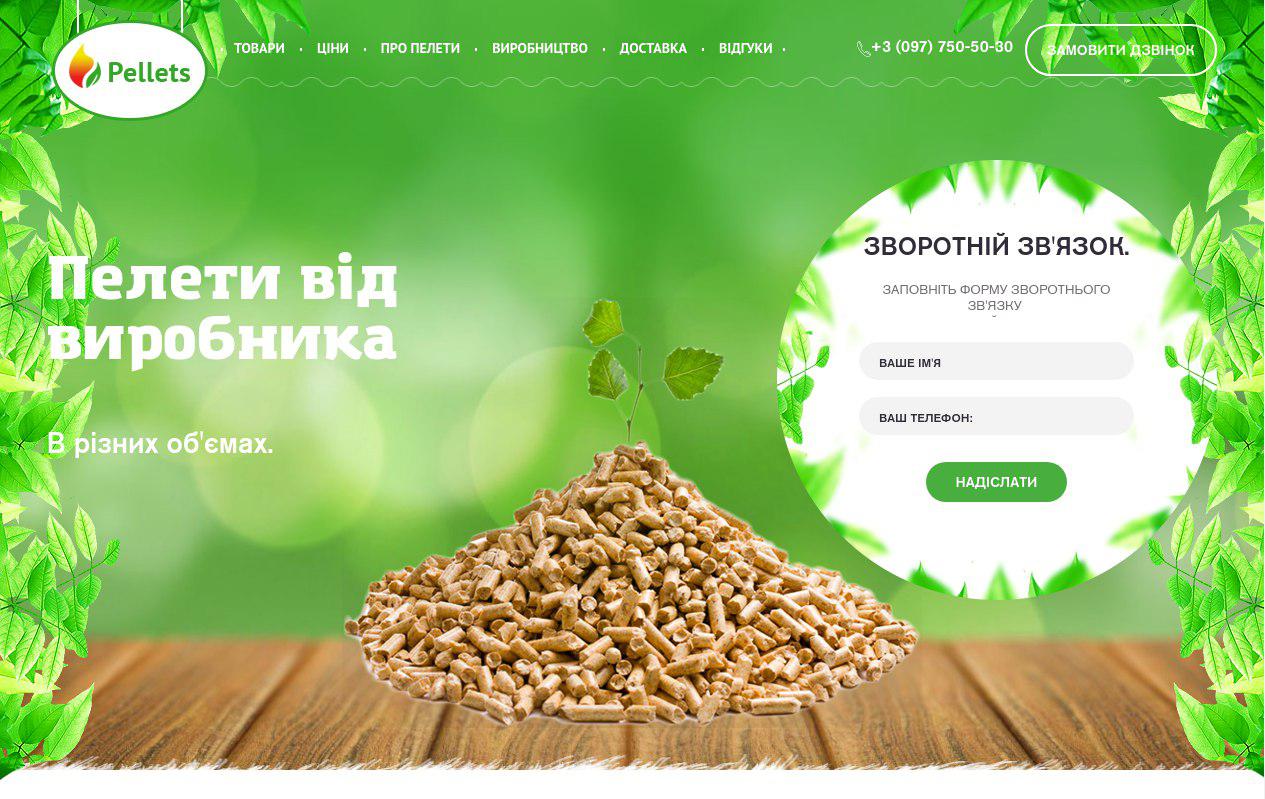 Pellets
ТОВАРИ
ЦІНИ
ПРО ПЕЛЕТИ
ВИРОБНИЦТВО
ДОСТАВКА
ВІДГУКИ
+3 (097) 750-50-30
ЗАМОВИТИ ДЗВІНОК
Пелети від
виробника
В різних об'ємах.
ЗВОРОТНІЙ ЗВ'ЯЗОК.
ЗАПОВНІТЬ ФОРМУ ЗВОРОТНЬОГО
ЗВ'ЯЗКУ
ВАШЕ ІМ'Я
ВАШ ТЕЛЕФОН:
НАДІСЛАТИ